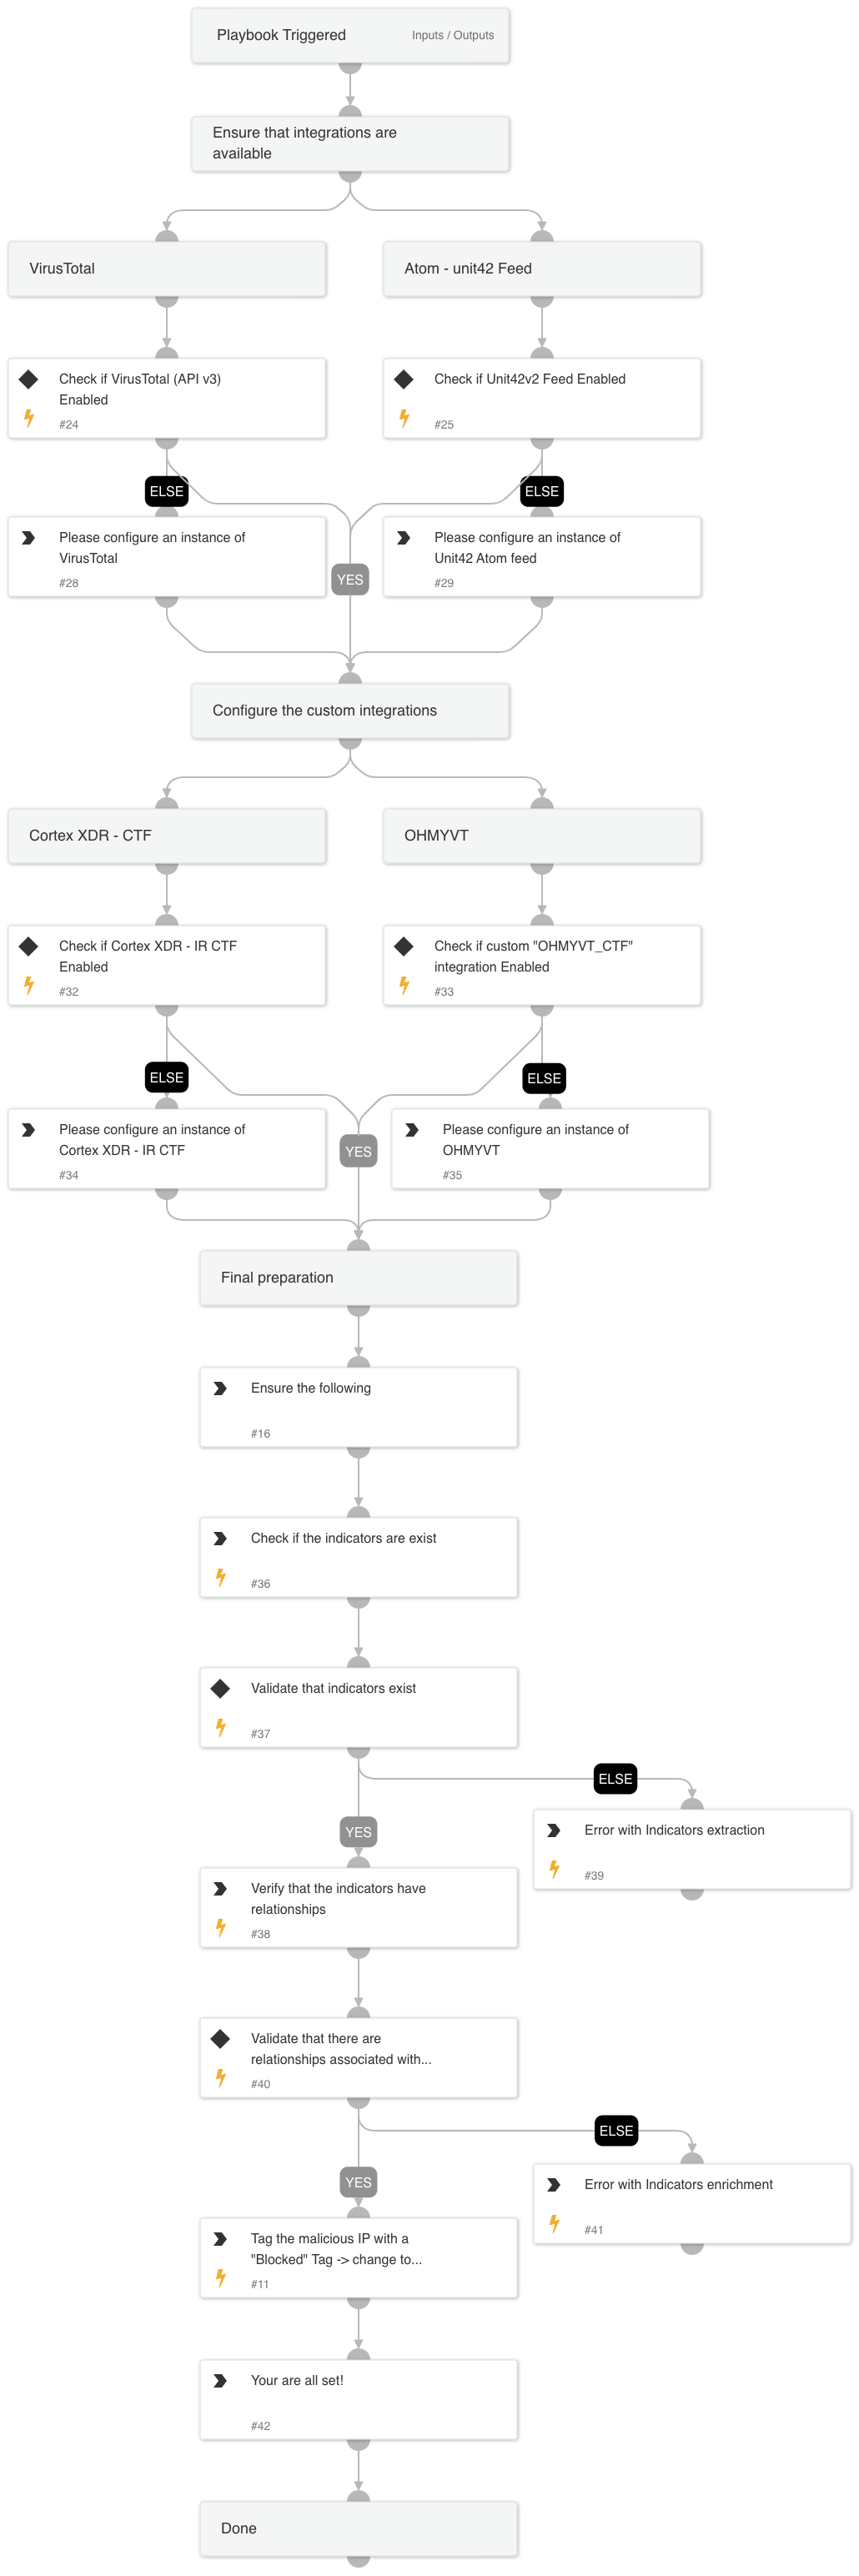 Playbook Triggered
Inputs / Outputs
Ensure that integrations are
available
VirusTotal
Atom - unit42 Feed
Check if VirusTotal (API v3)
Enabled
#24
Check if Unit42v2 Feed Enabled
#25
ELSE
ELSE
Please configure an instance of
VirusTotal
#28
YES
Please configure an instance of
Unit42 Atom feed
#29
Configure the custom integrations
Cortex XDR - CTF
OHMYVT
Check if Cortex XDR - IR CTF
Enabled
#32
Check if custom "OHMYVT_CTF"
integration Enabled
#33
ELSE
ELSE
Please configure an instance of
Cortex XDR - IR CTF
#34
YES
Please configure an instance of
OHMYVT
#35
Final preparation
Ensure the following
#16
Check if the indicators are exist
#36
Validate that indicators exist
#37
ELSE
YES
Error with Indicators extraction
#39
Verify that the indicators have
relationships
#38
Validate that there are
relationships associated with...
#40
ELSE
YES
Error with Indicators enrichment
#41
Tag the malicious IP with a
"Blocked" Tag -> change to...
#11
Your are all set!
#42
Done